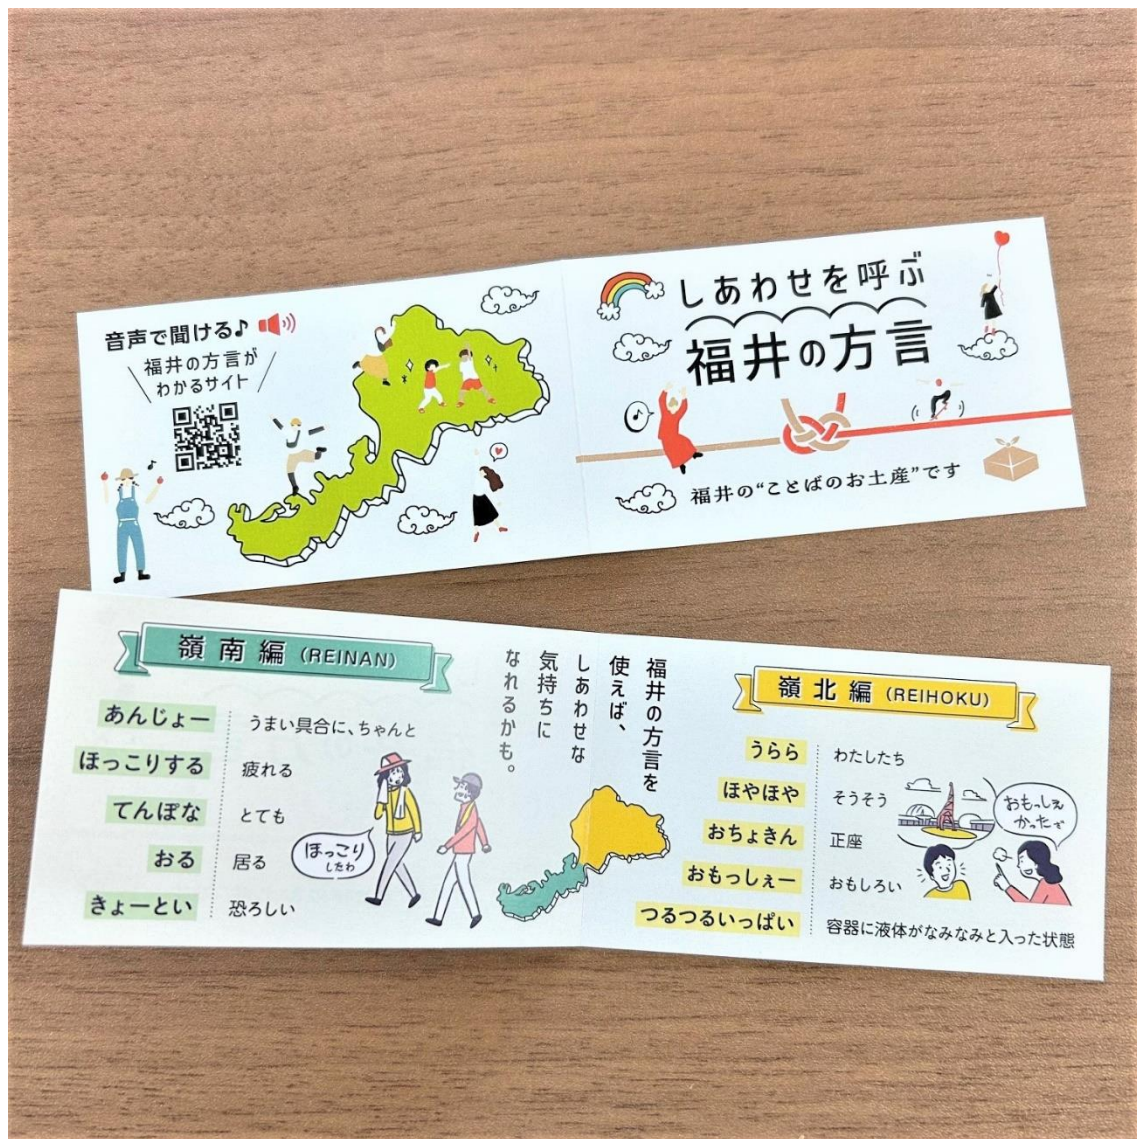 音声で聞ける♪
福井の方言が
わかるサイト
しあわせを呼ぶ
福井の方言
福井の“ことばのお土産”です
嶺南編 (REINAN)
あんじょー うまい具合に、ちゃんと
ほっこりする 疲れる
てんぽな とても
おる 居る
きょーとい 恐ろしい
ほっこり
したわ
福井の方言を
使えば、
しあわせな
気持ちに
なれるかも。
嶺北編 (REIHOKU)
うらら わたしたち
ほやほや そうそう
おちょきん 正座
おもっしぇー おもしろい
つるつるいっぱい 容器に液体がなみなみと入った状態
おもっしぇ
かったざ